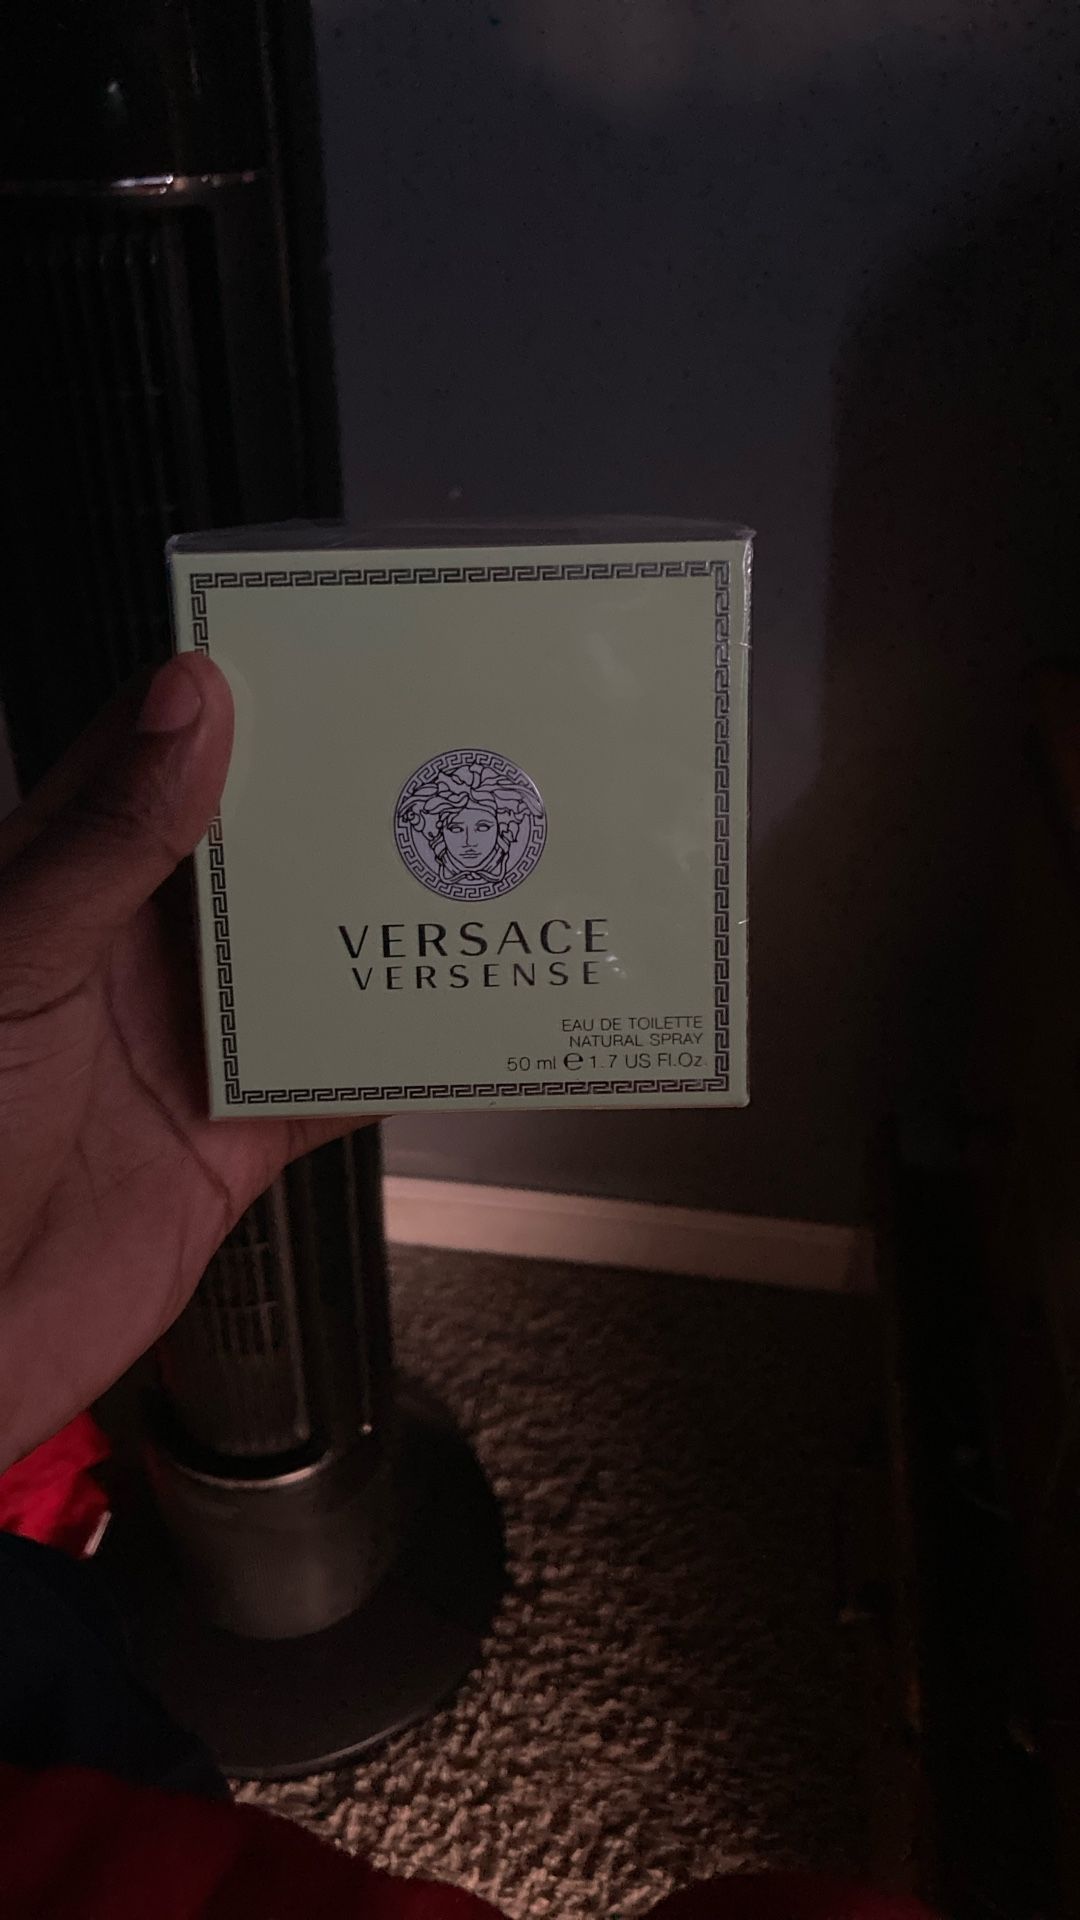 VERSACE
VERSENSE
EAU DE TOILETTE
NATURAL SPRAY
50 ml ℮ 1.7 US Fl.Oz.